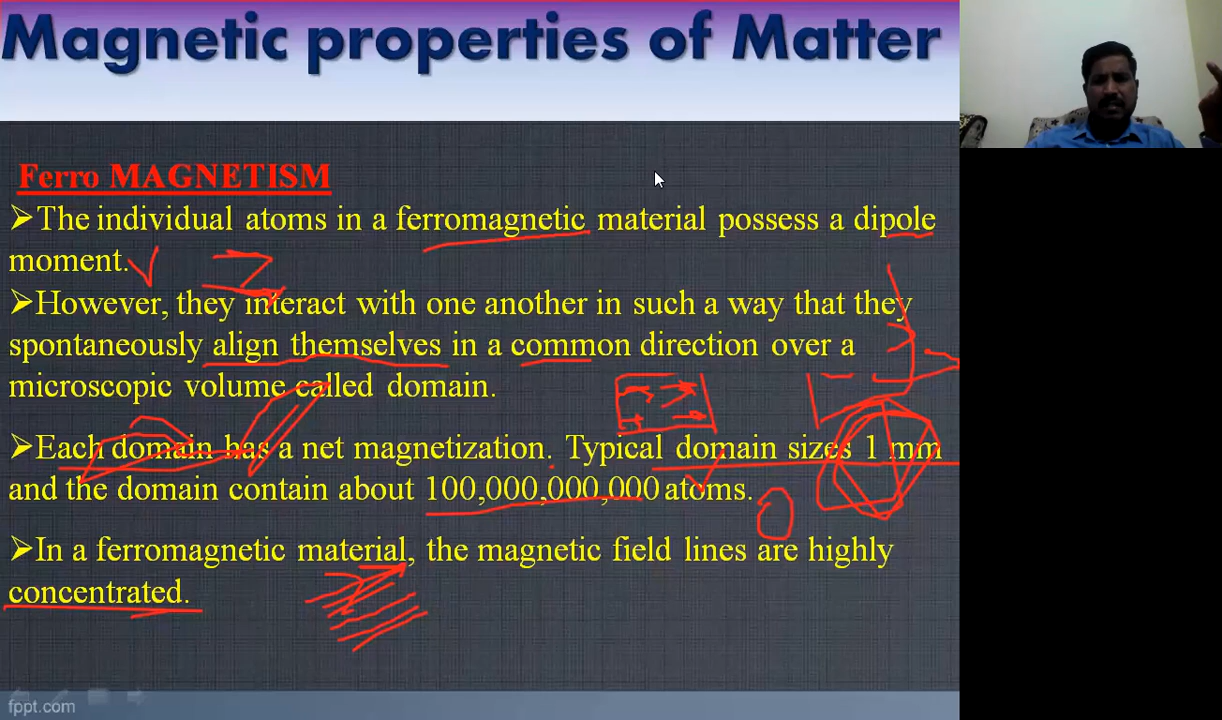 Magnetic properties of Matter
Ferro MAGNETISM
➢The individual atoms in a ferromagnetic material possess a dipole
moment.
➢However, they interact with one another in such a way that they
spontaneously align themselves in a common direction over a
microscopic volume called domain.
➢Each domain has a net magnetization. Typical domain sizes 1 mm
and the domain contain about 100,000,000,000 atoms.
➢In a ferromagnetic material, the magnetic field lines are highly
concentrated.
fppt.com